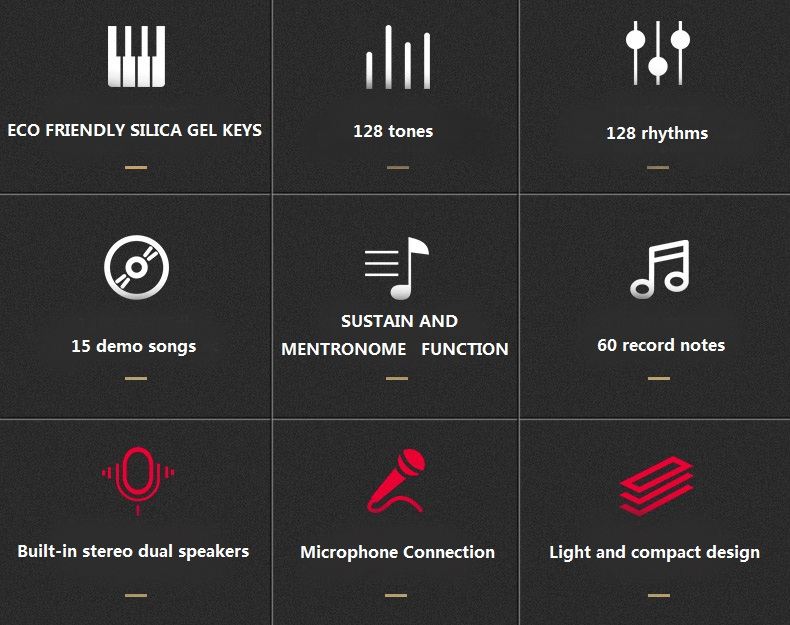 ECO FRIENDLY SILICA GEL KEYS
128 tones
128 rhythms
15 demo songs
SUSTAIN AND
MENTRONOME FUNCTION
60 record notes
Built-in stereo dual speakers
Microphone Connection
Light and compact design